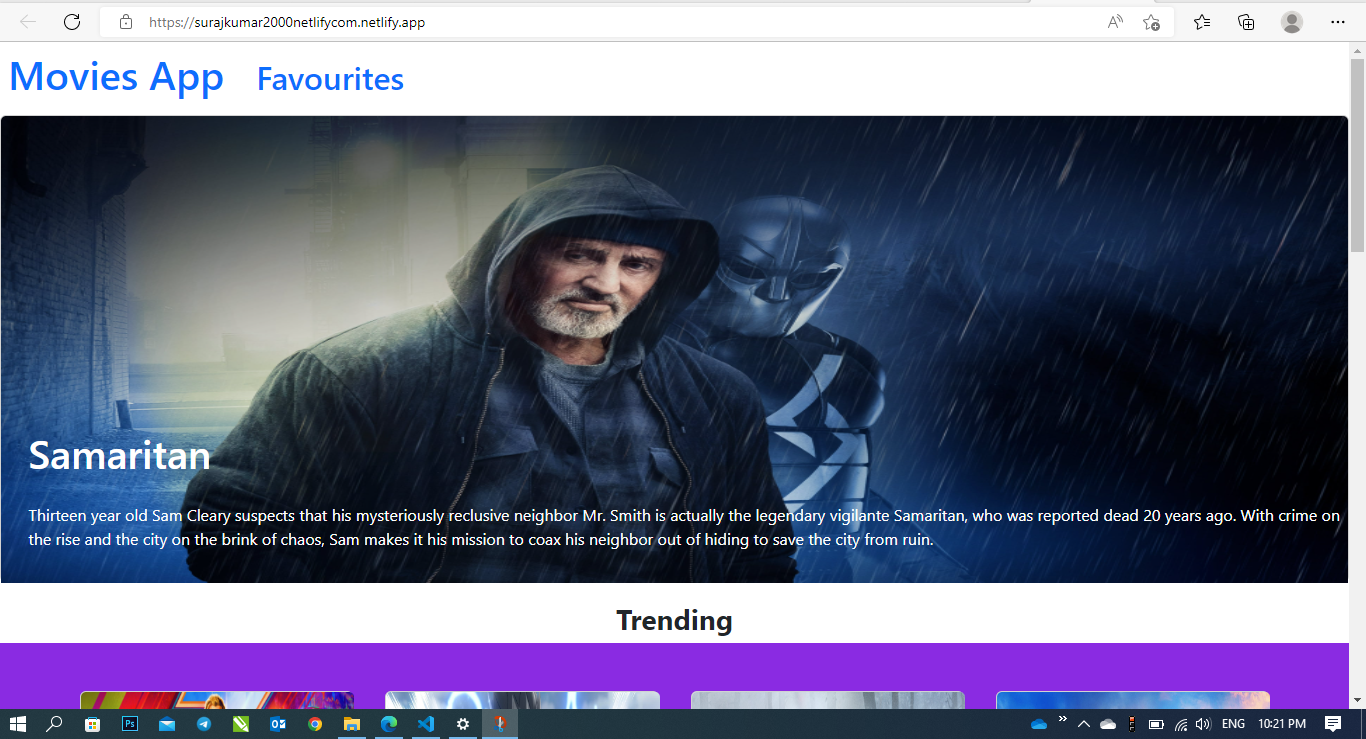 https://surajkumar2000netlifycom.netlify.app
Movies App Favourites
Samaritan
Thirteen year old Sam Cleary suspects that his mysteriously reclusive neighbor Mr. Smith is actually the legendary vigilante Samaritan, who was reported dead 20 years ago. With crime on
the rise and the city on the brink of chaos, Sam makes it his mission to coax his neighbor out of hiding to save the city from ruin.
Trending
ENG 10:21 PM